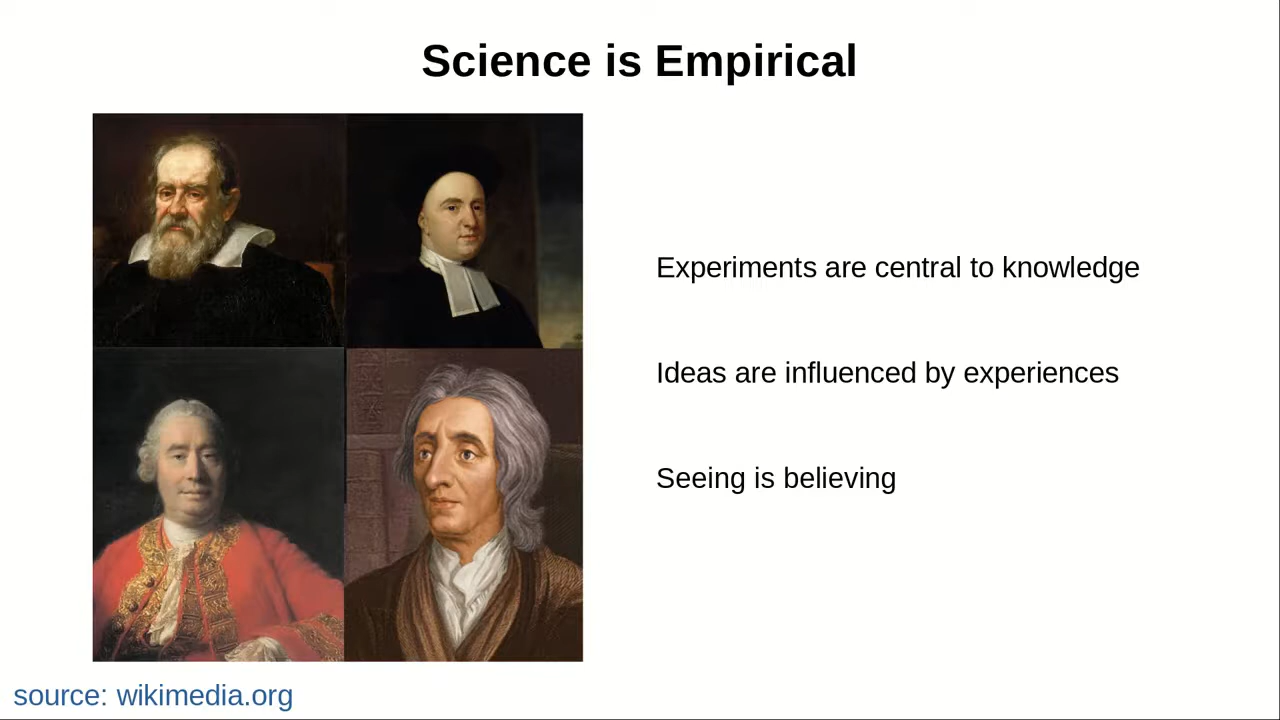 Science is Empirical
Experiments are central to knowledge
Ideas are influenced by experiences
Seeing is believing
source: wikimedia.org